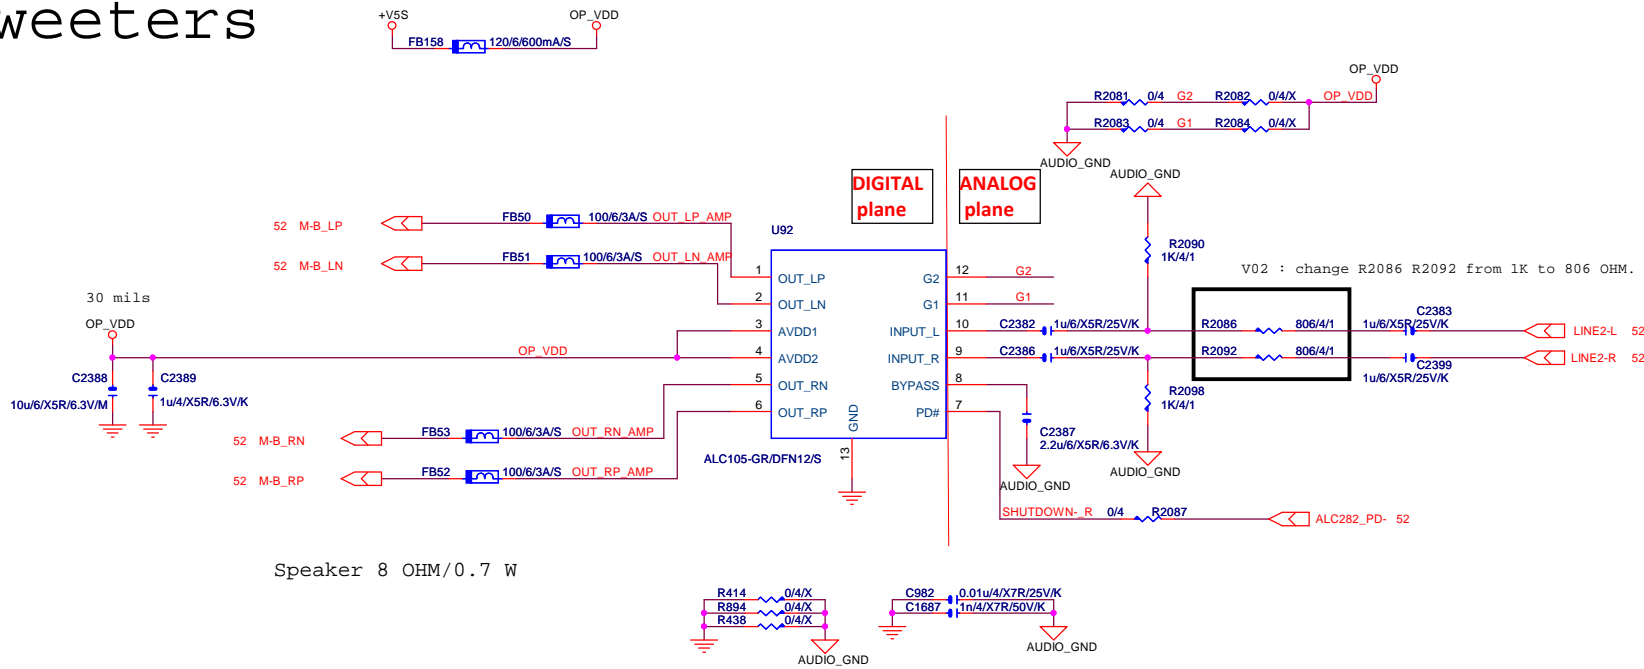 weeters
+V5S
OP_VDD
FB158
120/6/600mA/S
OP_VDD
R2081 0/4 G2 R2082 0/4/X OP_VDD
R2083 0/4 G1 R2084 0/4/X
AUDIO_GND
DIGITAL
plane
ANALOG
plane
AUDIO_GND
52 M-B_LP
FB50 100/6/3A/S OUT_LP_AMP
U92
R2090
1K/4/1
52 M-B_LN
FB51 100/6/3A/S OUT_LN_AMP
V02 : change R2086 R2092 from 1K to 806 OHM.
1 OUT_LP
G2 12 G2
2 OUT_LN
G1 11 G1
30 mils
OP_VDD
3 AVDD1
INPUT_L 10 C2382 1u/6/X5R/25V/K
R2086 806/4/1
C2383
1u/6/X5R/25V/K
LINE2-L 52
OP_VDD
4 AVDD2
INPUT_R 9 C2386 1u/6/X5R/25V/K
R2092 806/4/1
LINE2-R 52
C2399
1u/6/X5R/25V/K
C2388
10u/6/X5R/6.3V/M
C2389
1u/4/X5R/6.3V/K
5 OUT_RN
BYPASS 8
R2098
1K/4/1
6 OUT_RP
PD# 7
GND
13
C2387
2.2u/6/X5R/6.3V/K
52 M-B_RN
FB53 100/6/3A/S OUT_RN_AMP
ALC105-GR/DFN12/S
AUDIO_GND
AUDIO_GND
52 M-B_RP
FB52 100/6/3A/S OUT_RP_AMP
SHUTDOWN-_R 0/4 R2087
ALC282_PD- 52
Speaker 8 OHM/0.7 W
R414 0/4/X
R894 0/4/X
R438 0/4/X
AUDIO_GND
C982 0.01u/4/X7R/25V/K
C1687 1n/4/X7R/50V/K
AUDIO_GND